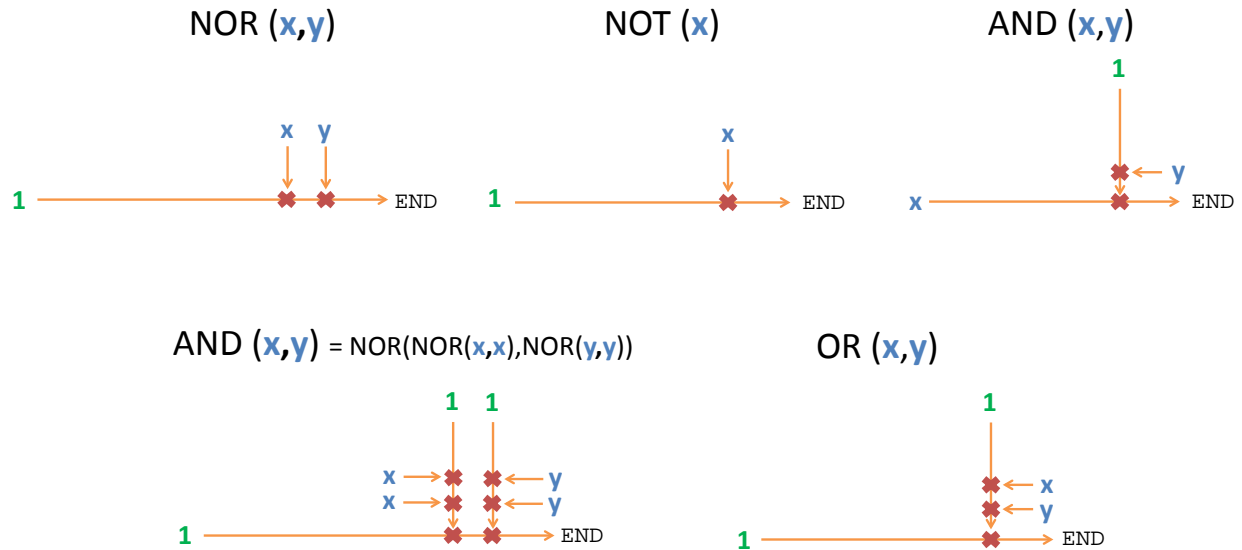 NOR (x,y)
NOT (x)
AND (x,y)
1
x y
x
y
1
END
1
END
x
END
AND (x,y) = NOR(NOR(x,x),NOR(y,y))
OR (x,y)
1 1
1
x
y
x
x
y
y
1
END
1
END